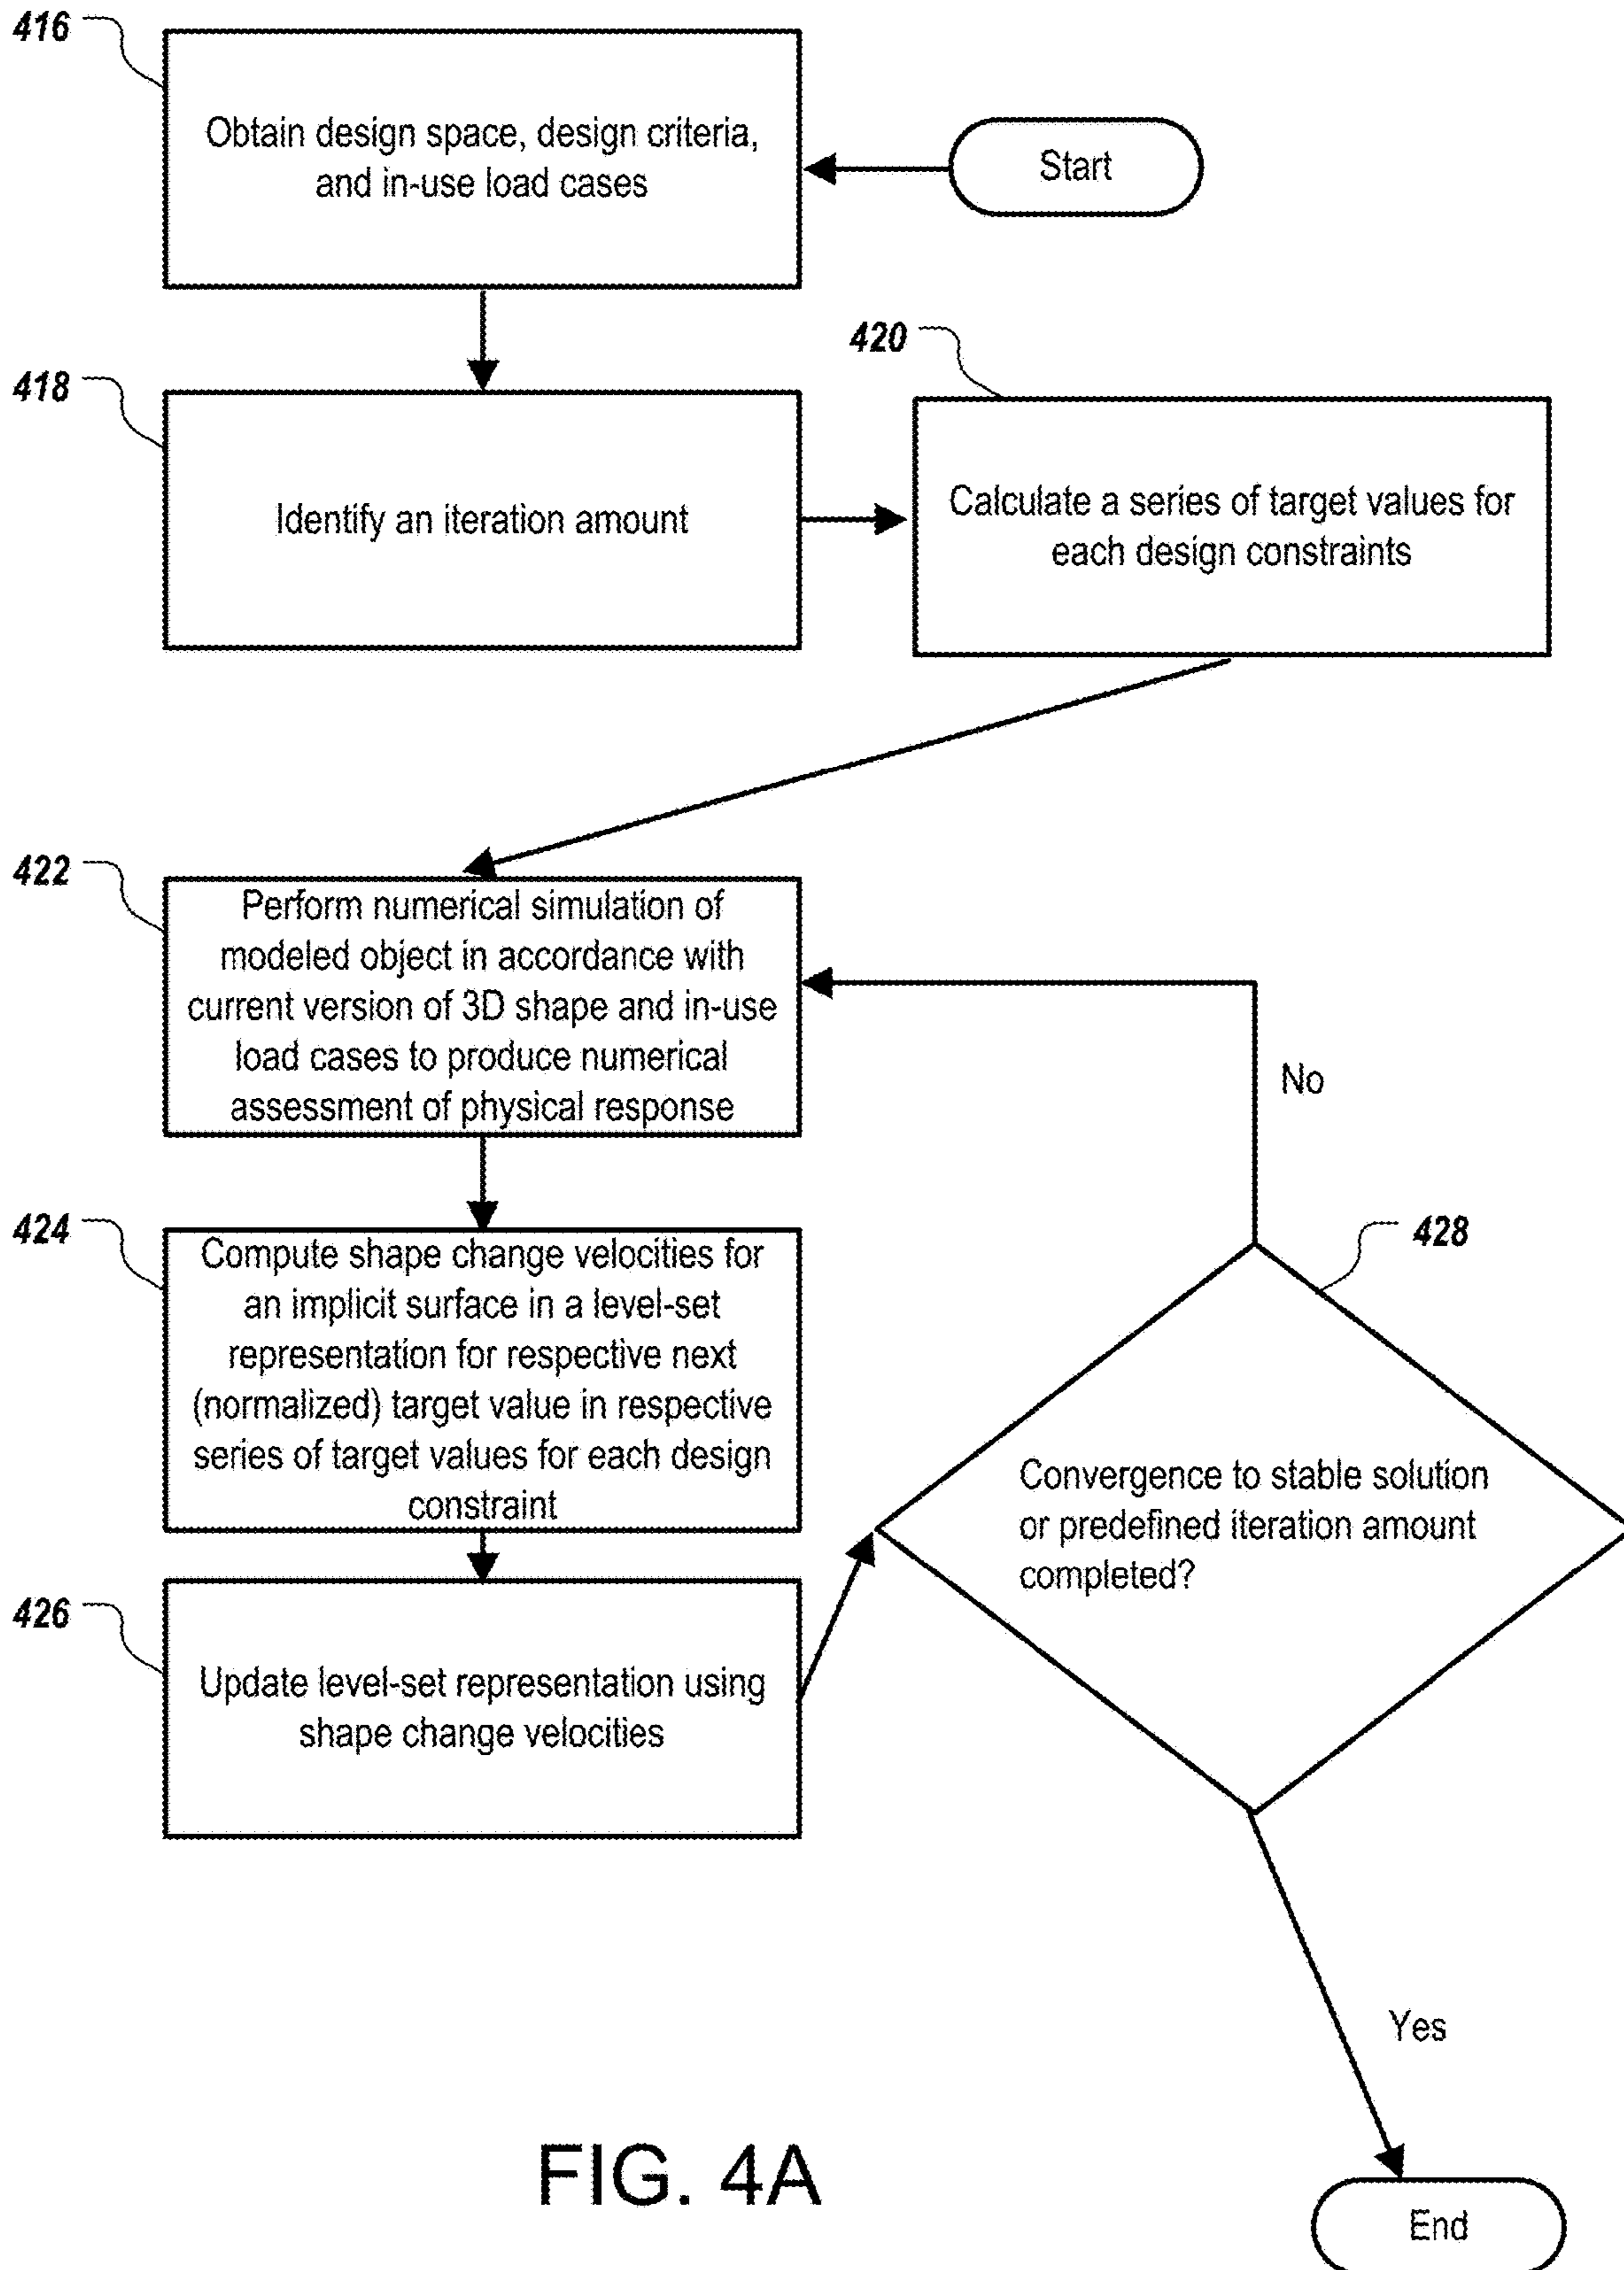 416
Obtain design space, design criteria,
and in-use load cases
Start
418
Identify an iteration amount
420
Calculate a series of target values for
each design constraints
422
Perform numerical simulation of
modeled object in accordance with
current version of 3D shape and in-use
load cases to produce numerical
assessment of physical response
No
424
Compute shape change velocities for
an implicit surface in a level-set
representation for respective next
(normalized) target value in respective
series of target values for each design
constraint
428
Convergence to stable solution
or predefined iteration amount
completed?
426
Update level-set representation using
shape change velocities
Yes
End
FIG. 4A